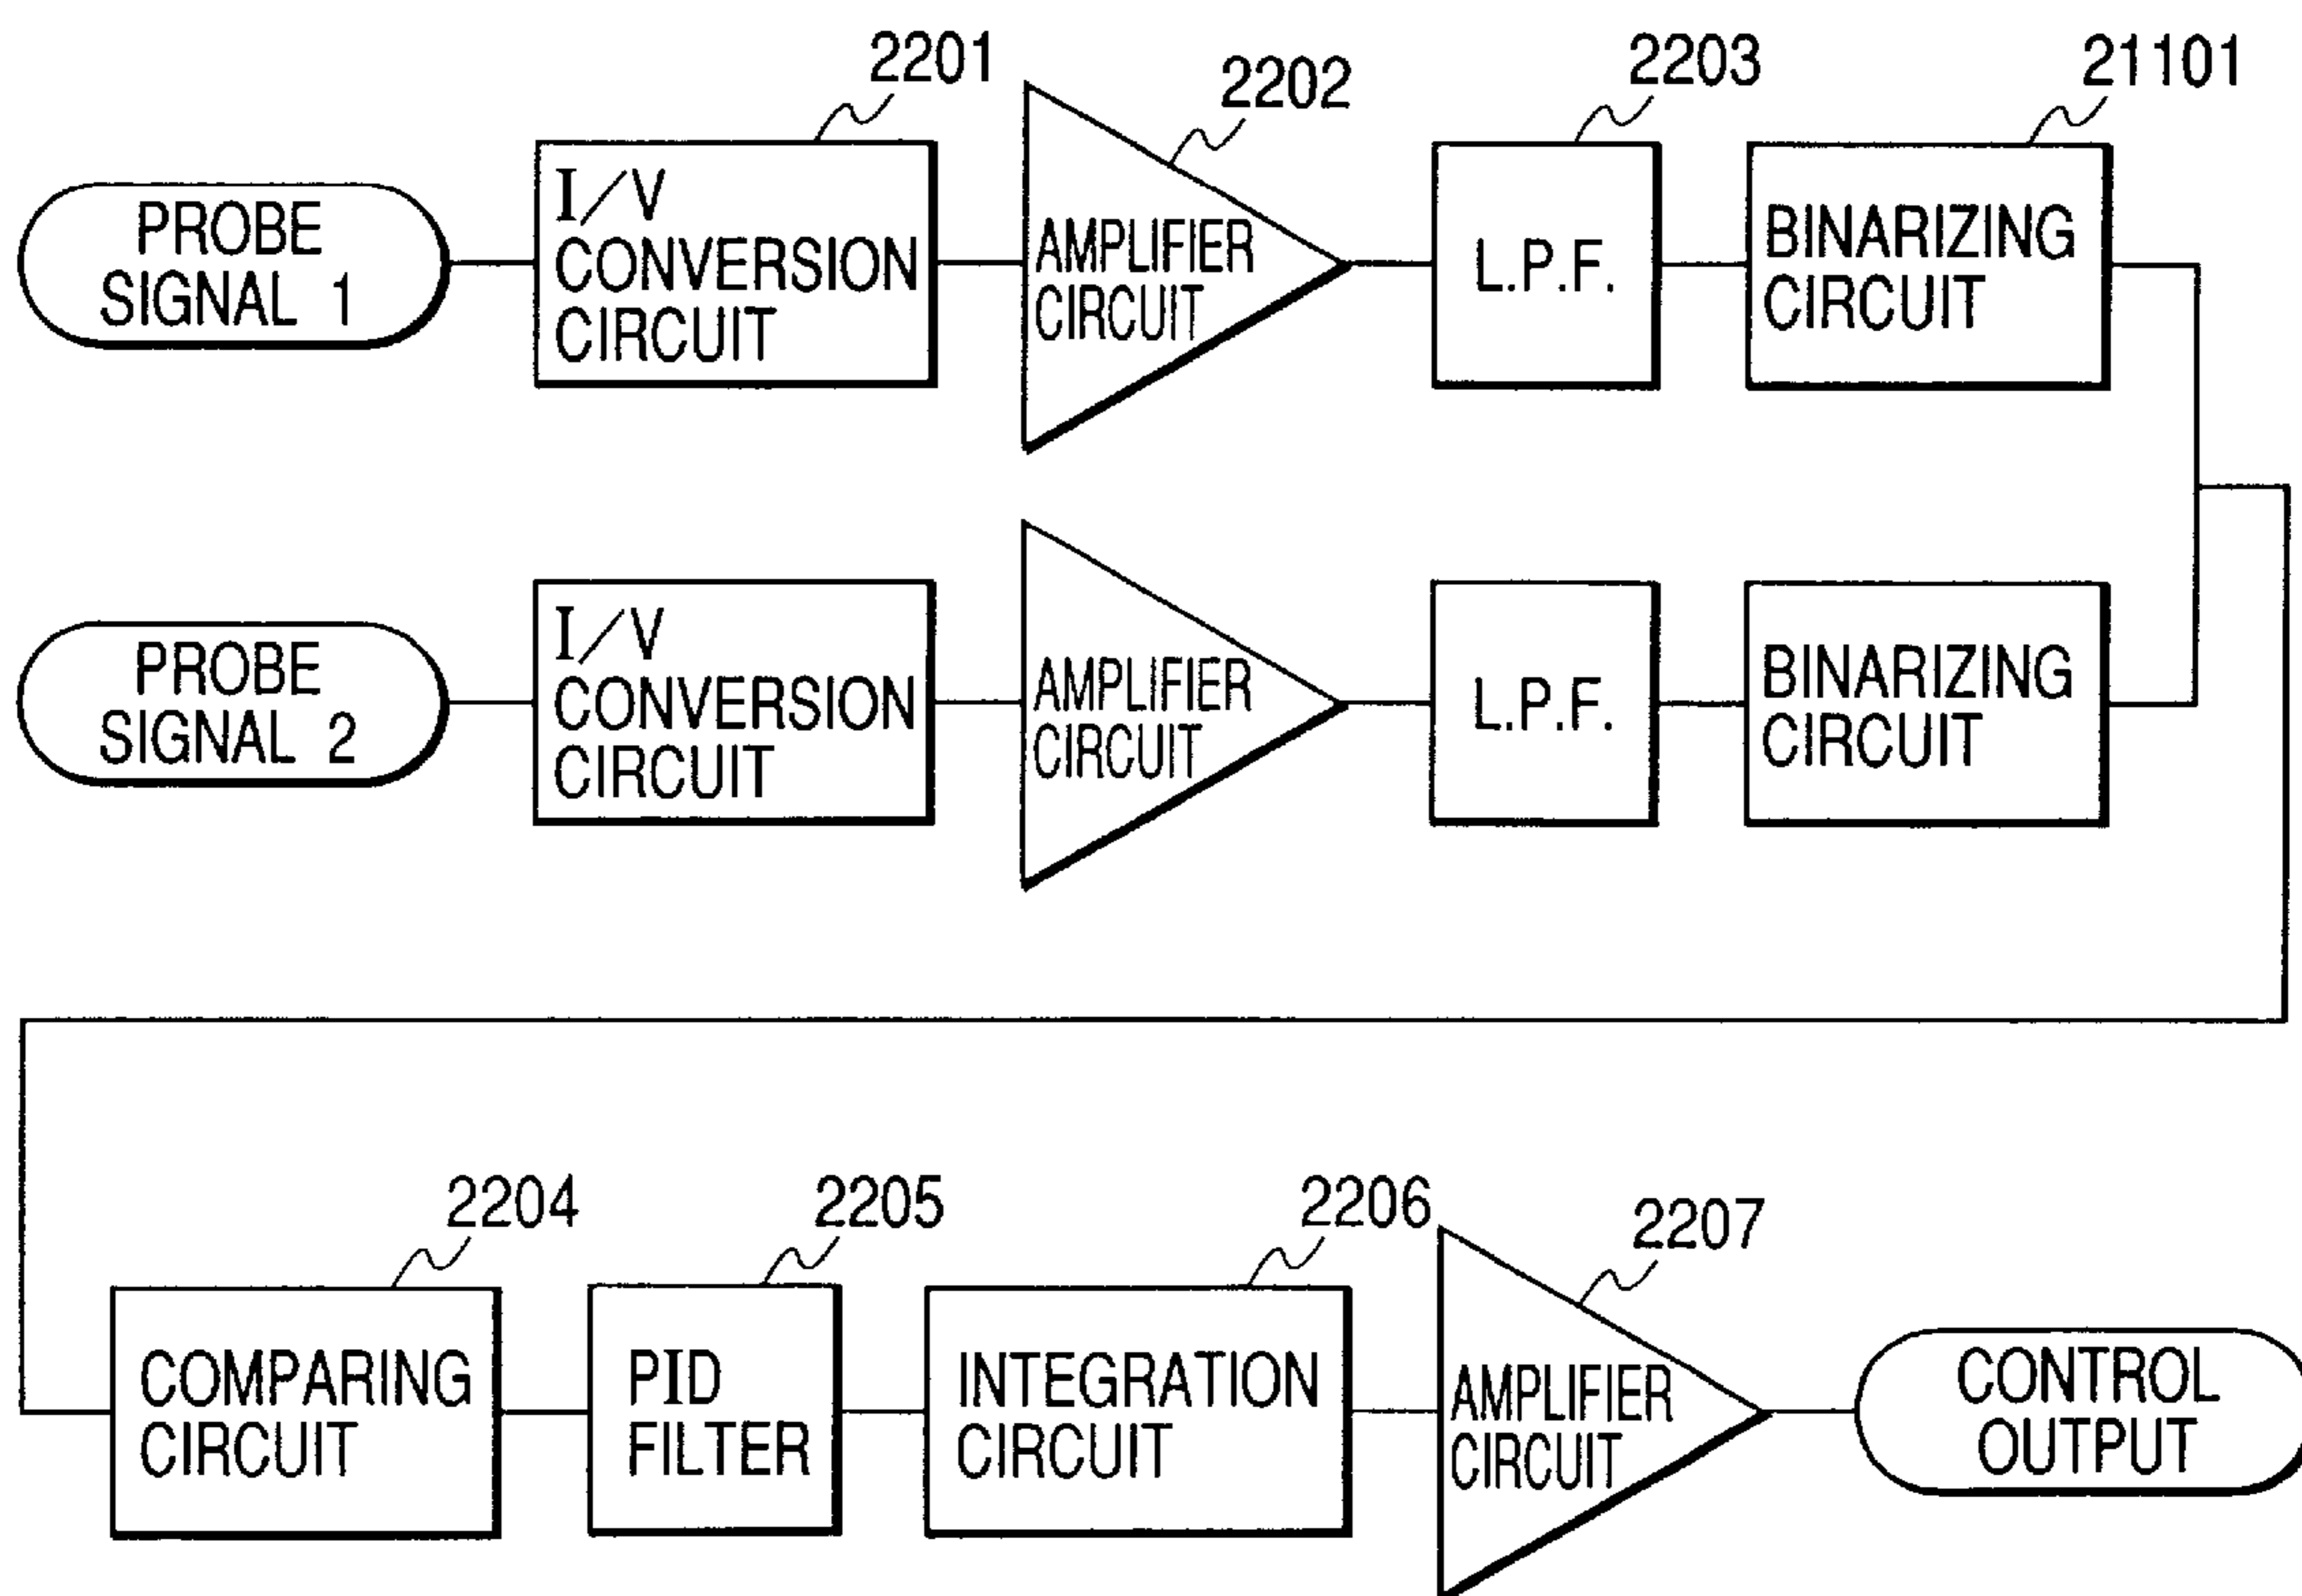 2201
2202
2203
21101
PROBE
SIGNAL 1
I/V
CONVERSION
CIRCUIT
AMPLIFIER
CIRCUIT
L.P.F.
BINARIZING
CIRCUIT
PROBE
SIGNAL 2
I/V
CONVERSION
CIRCUIT
AMPLIFIER
CIRCUIT
L.P.F.
BINARIZING
CIRCUIT
2204
2205
2206
2207
COMPARING
CIRCUIT
PID
FILTER
INTEGRATION
CIRCUIT
AMPLIFIER
CIRCUIT
CONTROL
OUTPUT